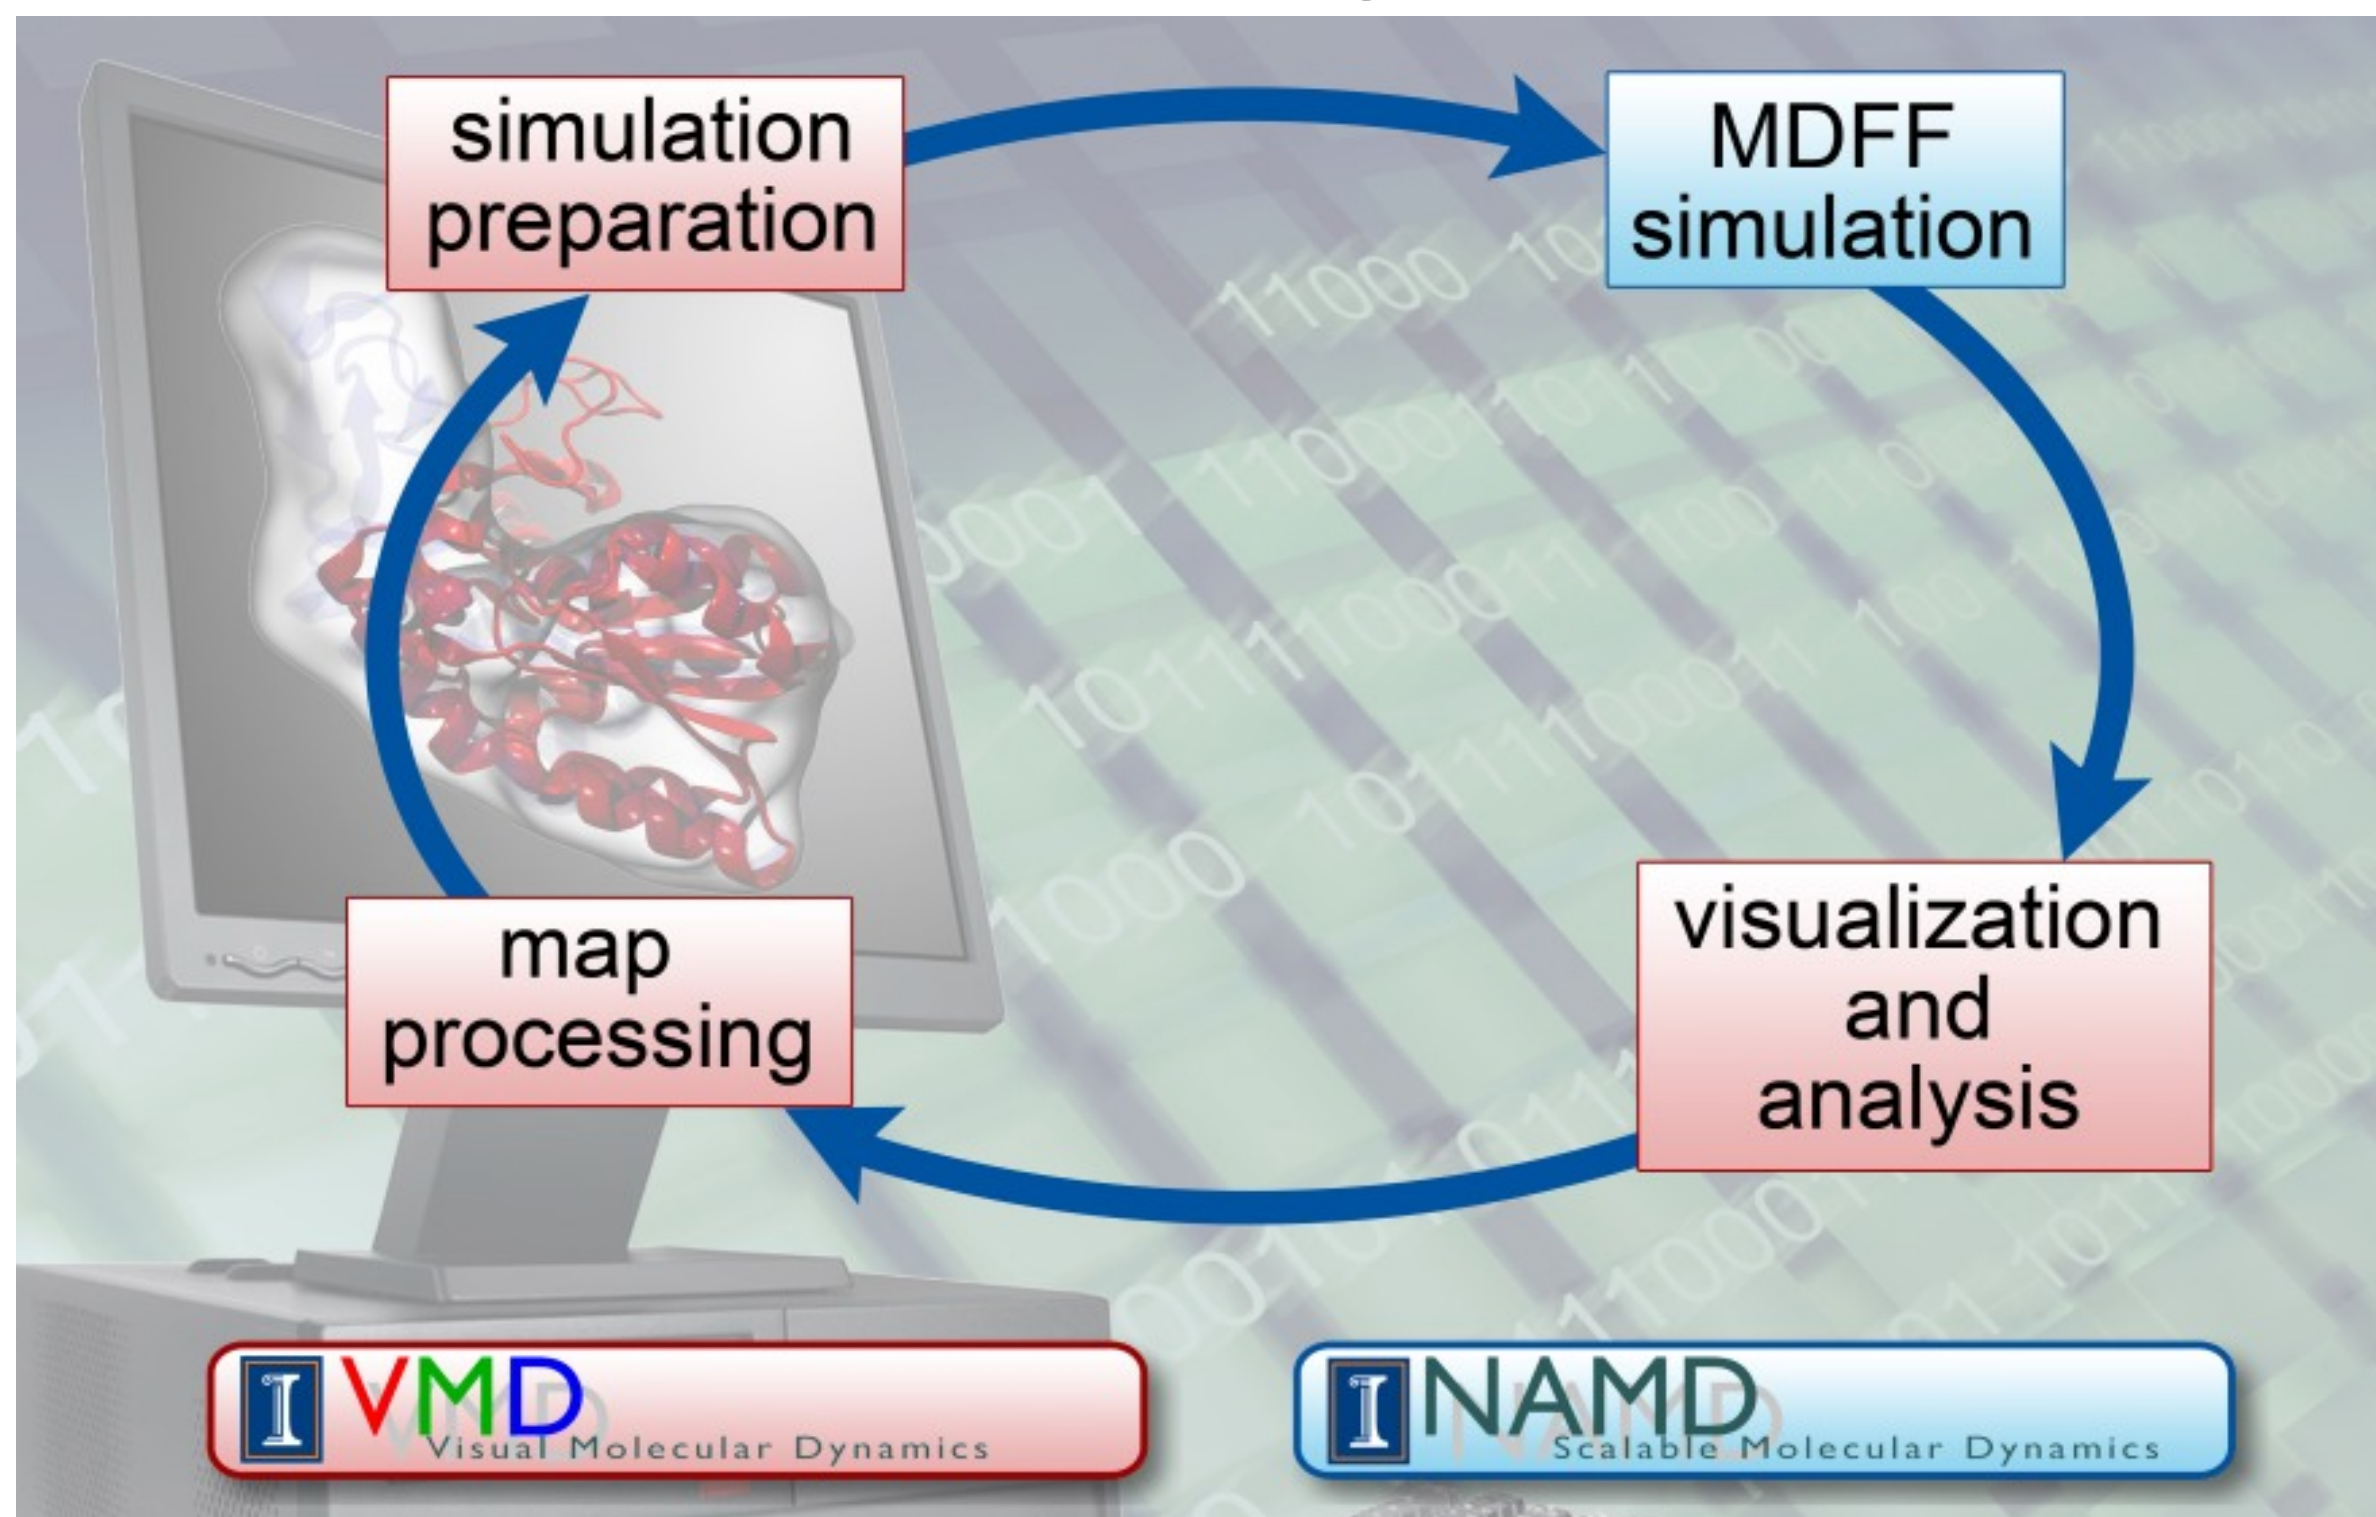 simulation
preparation
MDFF
simulation
visualization
and
analysis
map
processing
VMD
Visual Molecular Dynamics
NAMD
Scalable Molecular Dynamics